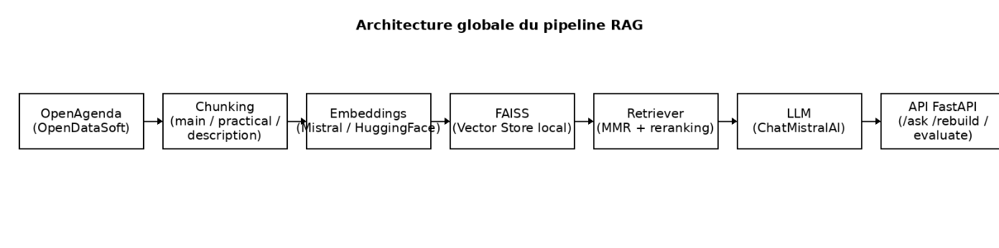 Architecture globale du pipeline RAG
OpenAgenda
(OpenDataSoft)
Chunking
(main / practical /
description)
Embeddings
(Mistral / HuggingFace)
FAISS
(Vector Store local)
Retriever
(MMR + reranking)
LLM
(ChatMistralAI)
API FastAPI
(/ask /rebuild /
evaluate)